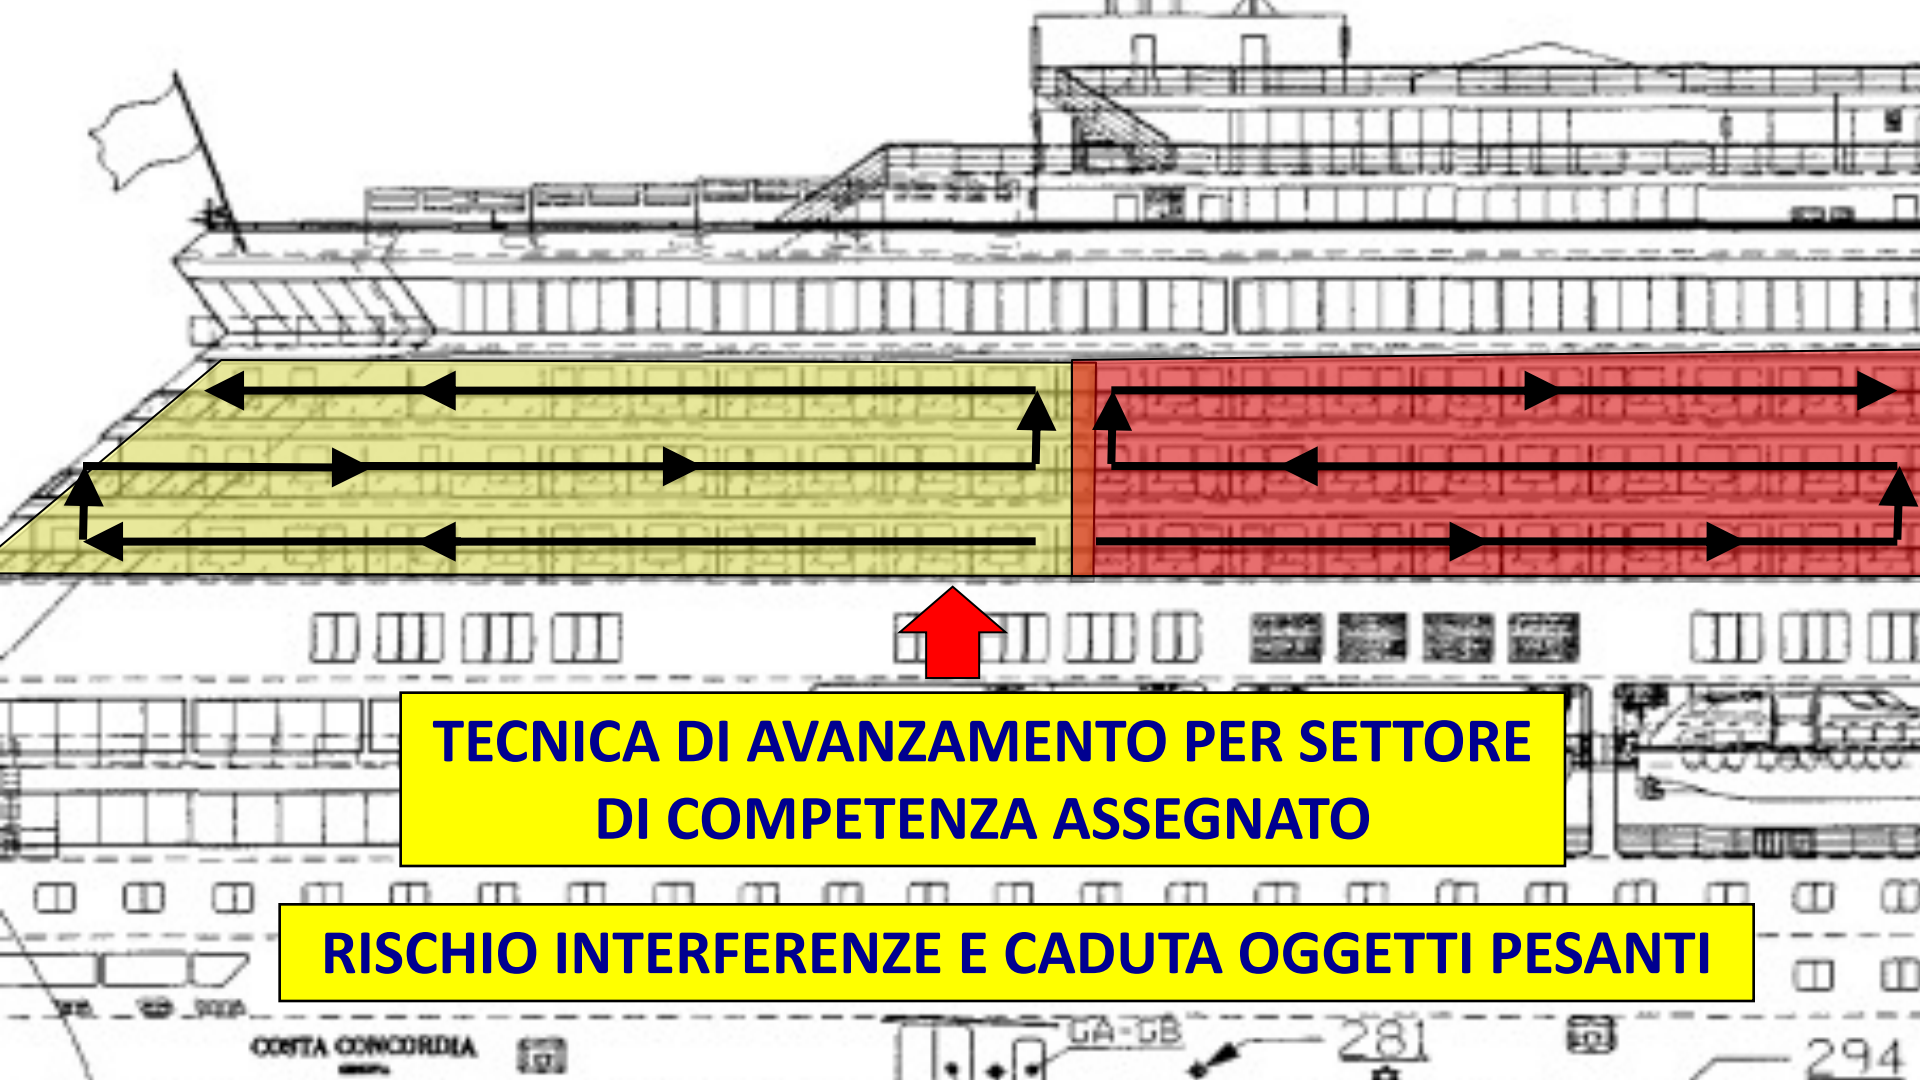 TECNICA DI AVANZAMENTO PER SETTORE
DI COMPETENZA ASSEGNATO
RISCHIO INTERFERENZE E CADUTA OGGETTI PESANTI
COSTA CONCORDIA
GA-GB
281
294